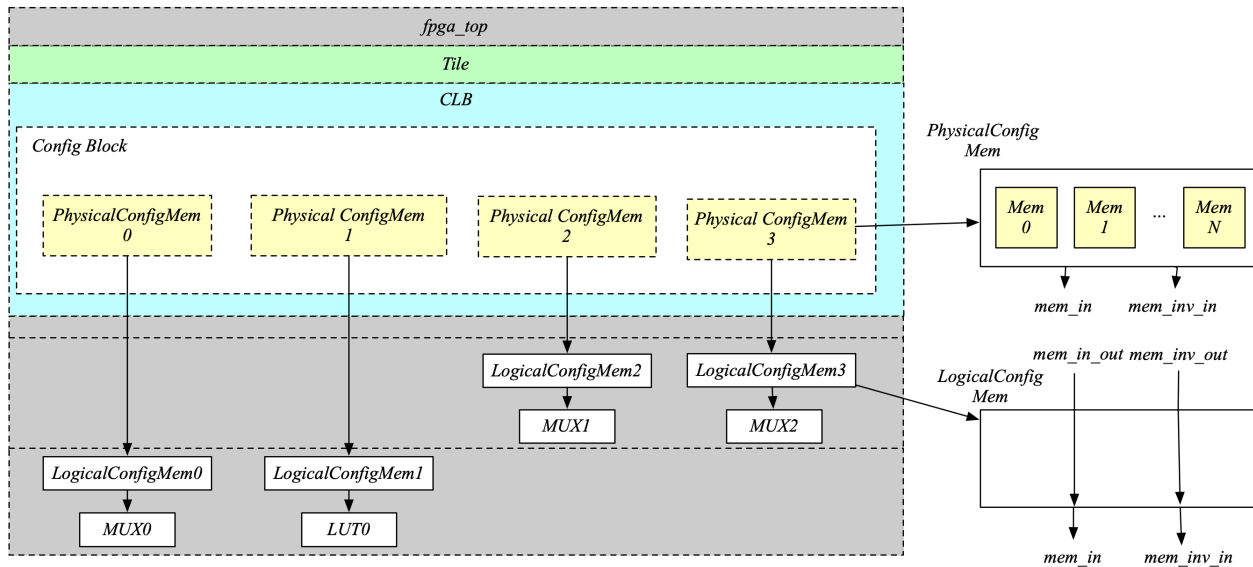 fpga_top
Tile
CLB
Config Block
PhysicalConfigMem
0
Physical ConfigMem
1
Physical ConfigMem
2
Physical ConfigMem
3
LogicalConfigMem2
LogicalConfigMem3
MUX1
MUX2
LogicalConfigMem0
LogicalConfigMem1
MUX0
LUT0
PhysicalConfig
Mem
Mem
0
Mem
1
...
Mem
N
mem_in
mem_inv_in
mem_in_out
mem_inv_out
LogicalConfig
Mem
mem_in
mem_inv_in